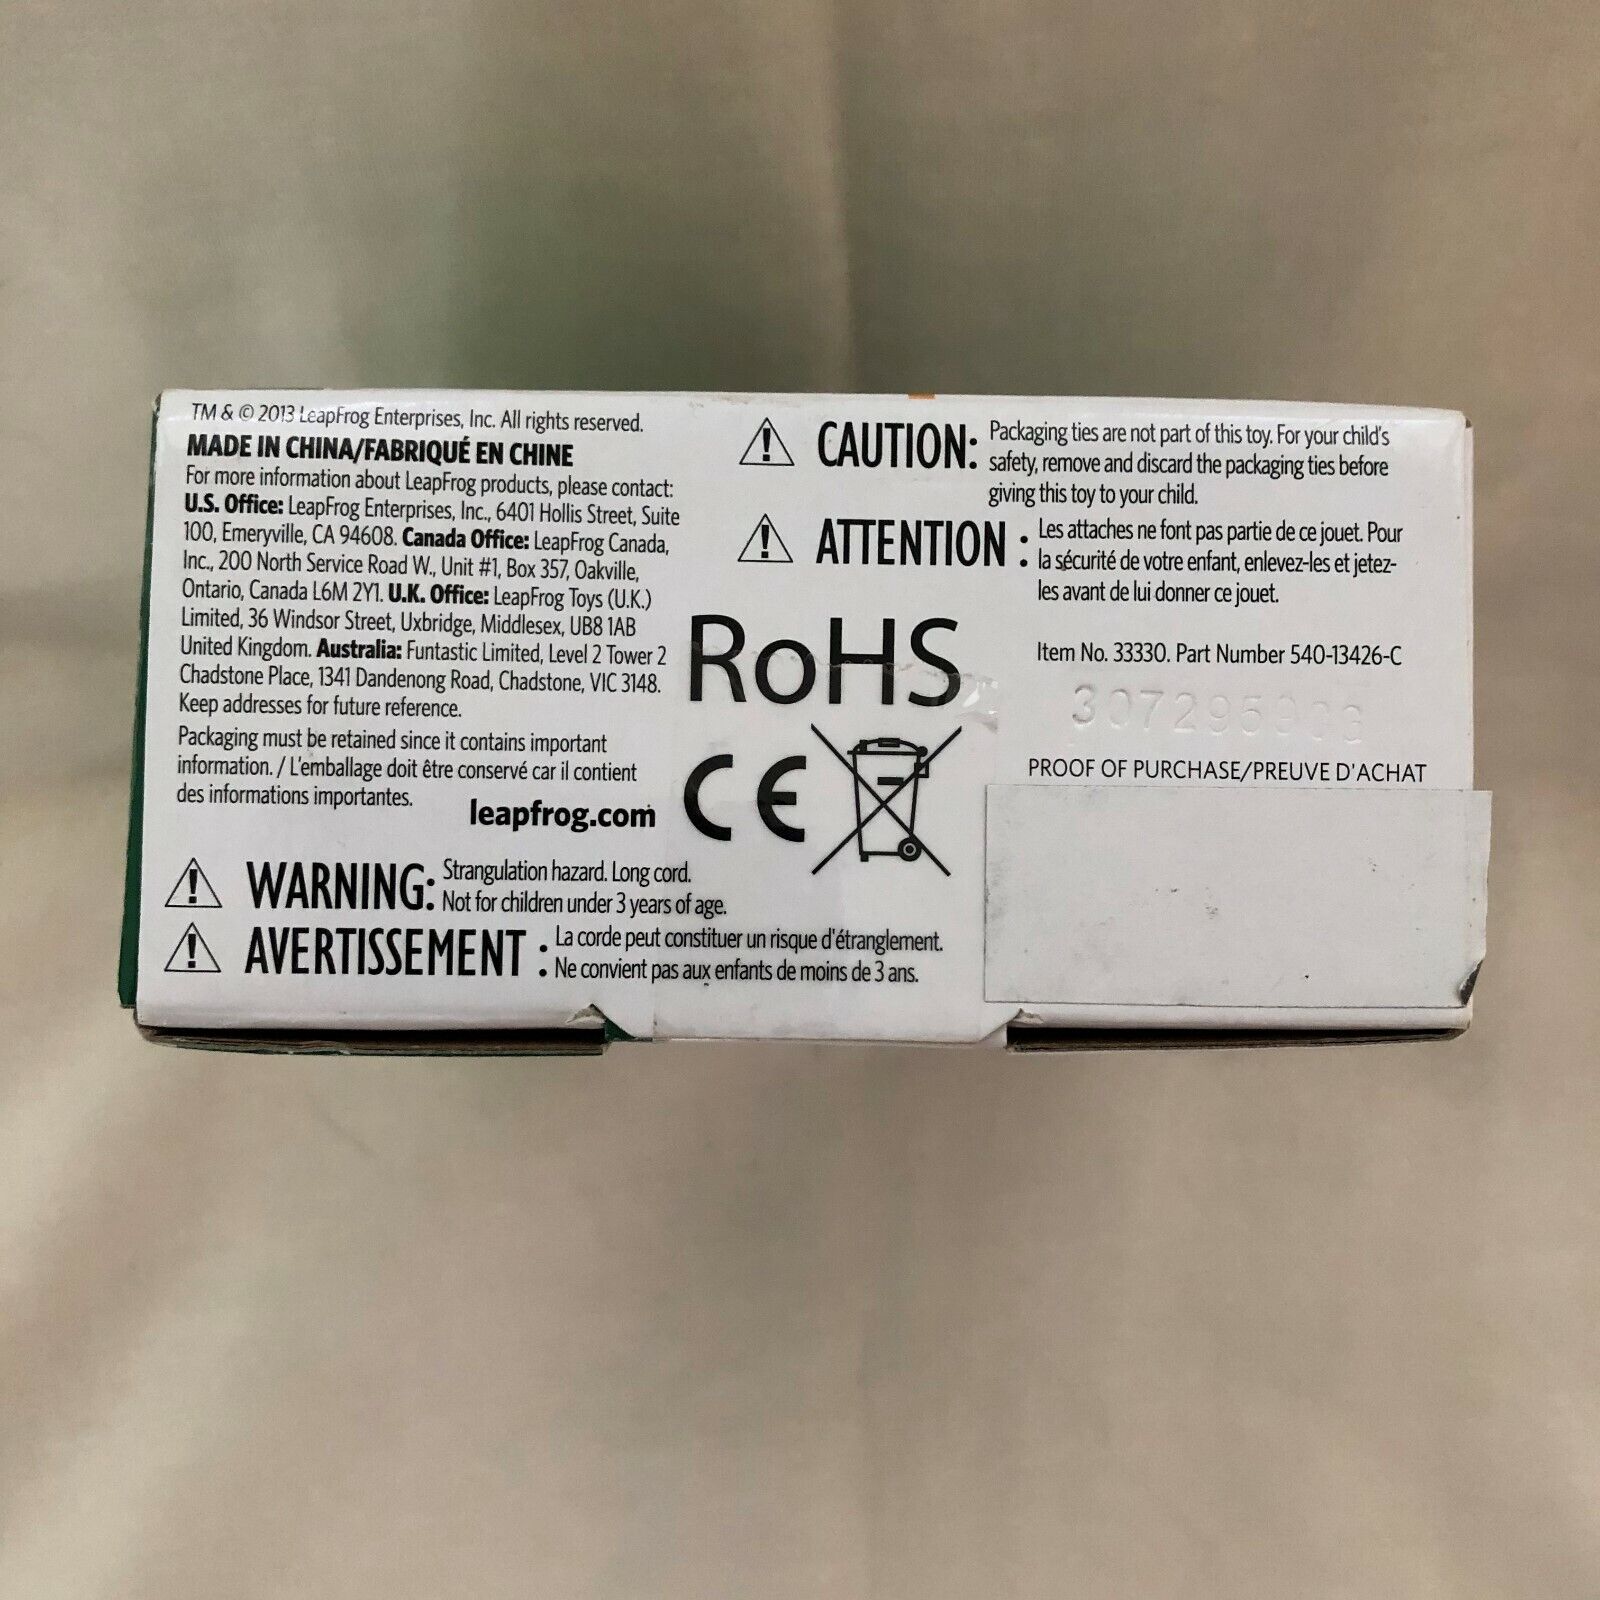 TM & © 2013 LeapFrog Enterprises, Inc. All rights reserved.
MADE IN CHINA/FABRIQUÉ EN CHINE
For more information about LeapFrog products, please contact:
U.S. Office: LeapFrog Enterprises, Inc., 6401 Hollis Street, Suite
100, Emeryville, CA 94608. Canada Office: LeapFrog Canada,
Inc., 200 North Service Road W., Unit #1, Box 357, Oakville,
Ontario, Canada L6M 2Y1. U.K. Office: LeapFrog Toys (U.K.)
Limited, 36 Windsor Street, Uxbridge, Middlesex, UB8 1AB
United Kingdom. Australia: Funtastic Limited, Level 2 Tower 2
Chadstone Place, 1341 Dandenong Road, Chadstone, VIC 3148.
Keep addresses for future reference.
Packaging must be retained since it contains important
information. / L'emballage doit être conservé car il contient
des informations importantes.
leapfrog.com
WARNING: Strangulation hazard. Long cord.
Not for children under 3 years of age.
AVERTISSEMENT : La corde peut constituer un risque d'étranglement.
Ne convient pas aux enfants de moins de 3 ans.
CAUTION: Packaging ties are not part of this toy. For your child's
safety, remove and discard the packaging ties before
giving this toy to your child.
ATTENTION : Les attaches ne font pas partie de ce jouet. Pour
la sécurité de votre enfant, enlevez-les et jetez-
les avant de lui donner ce jouet.
RoHS
CE
Item No. 33330. Part Number 540-13426-C
PROOF OF PURCHASE/PREUVE D'ACHAT